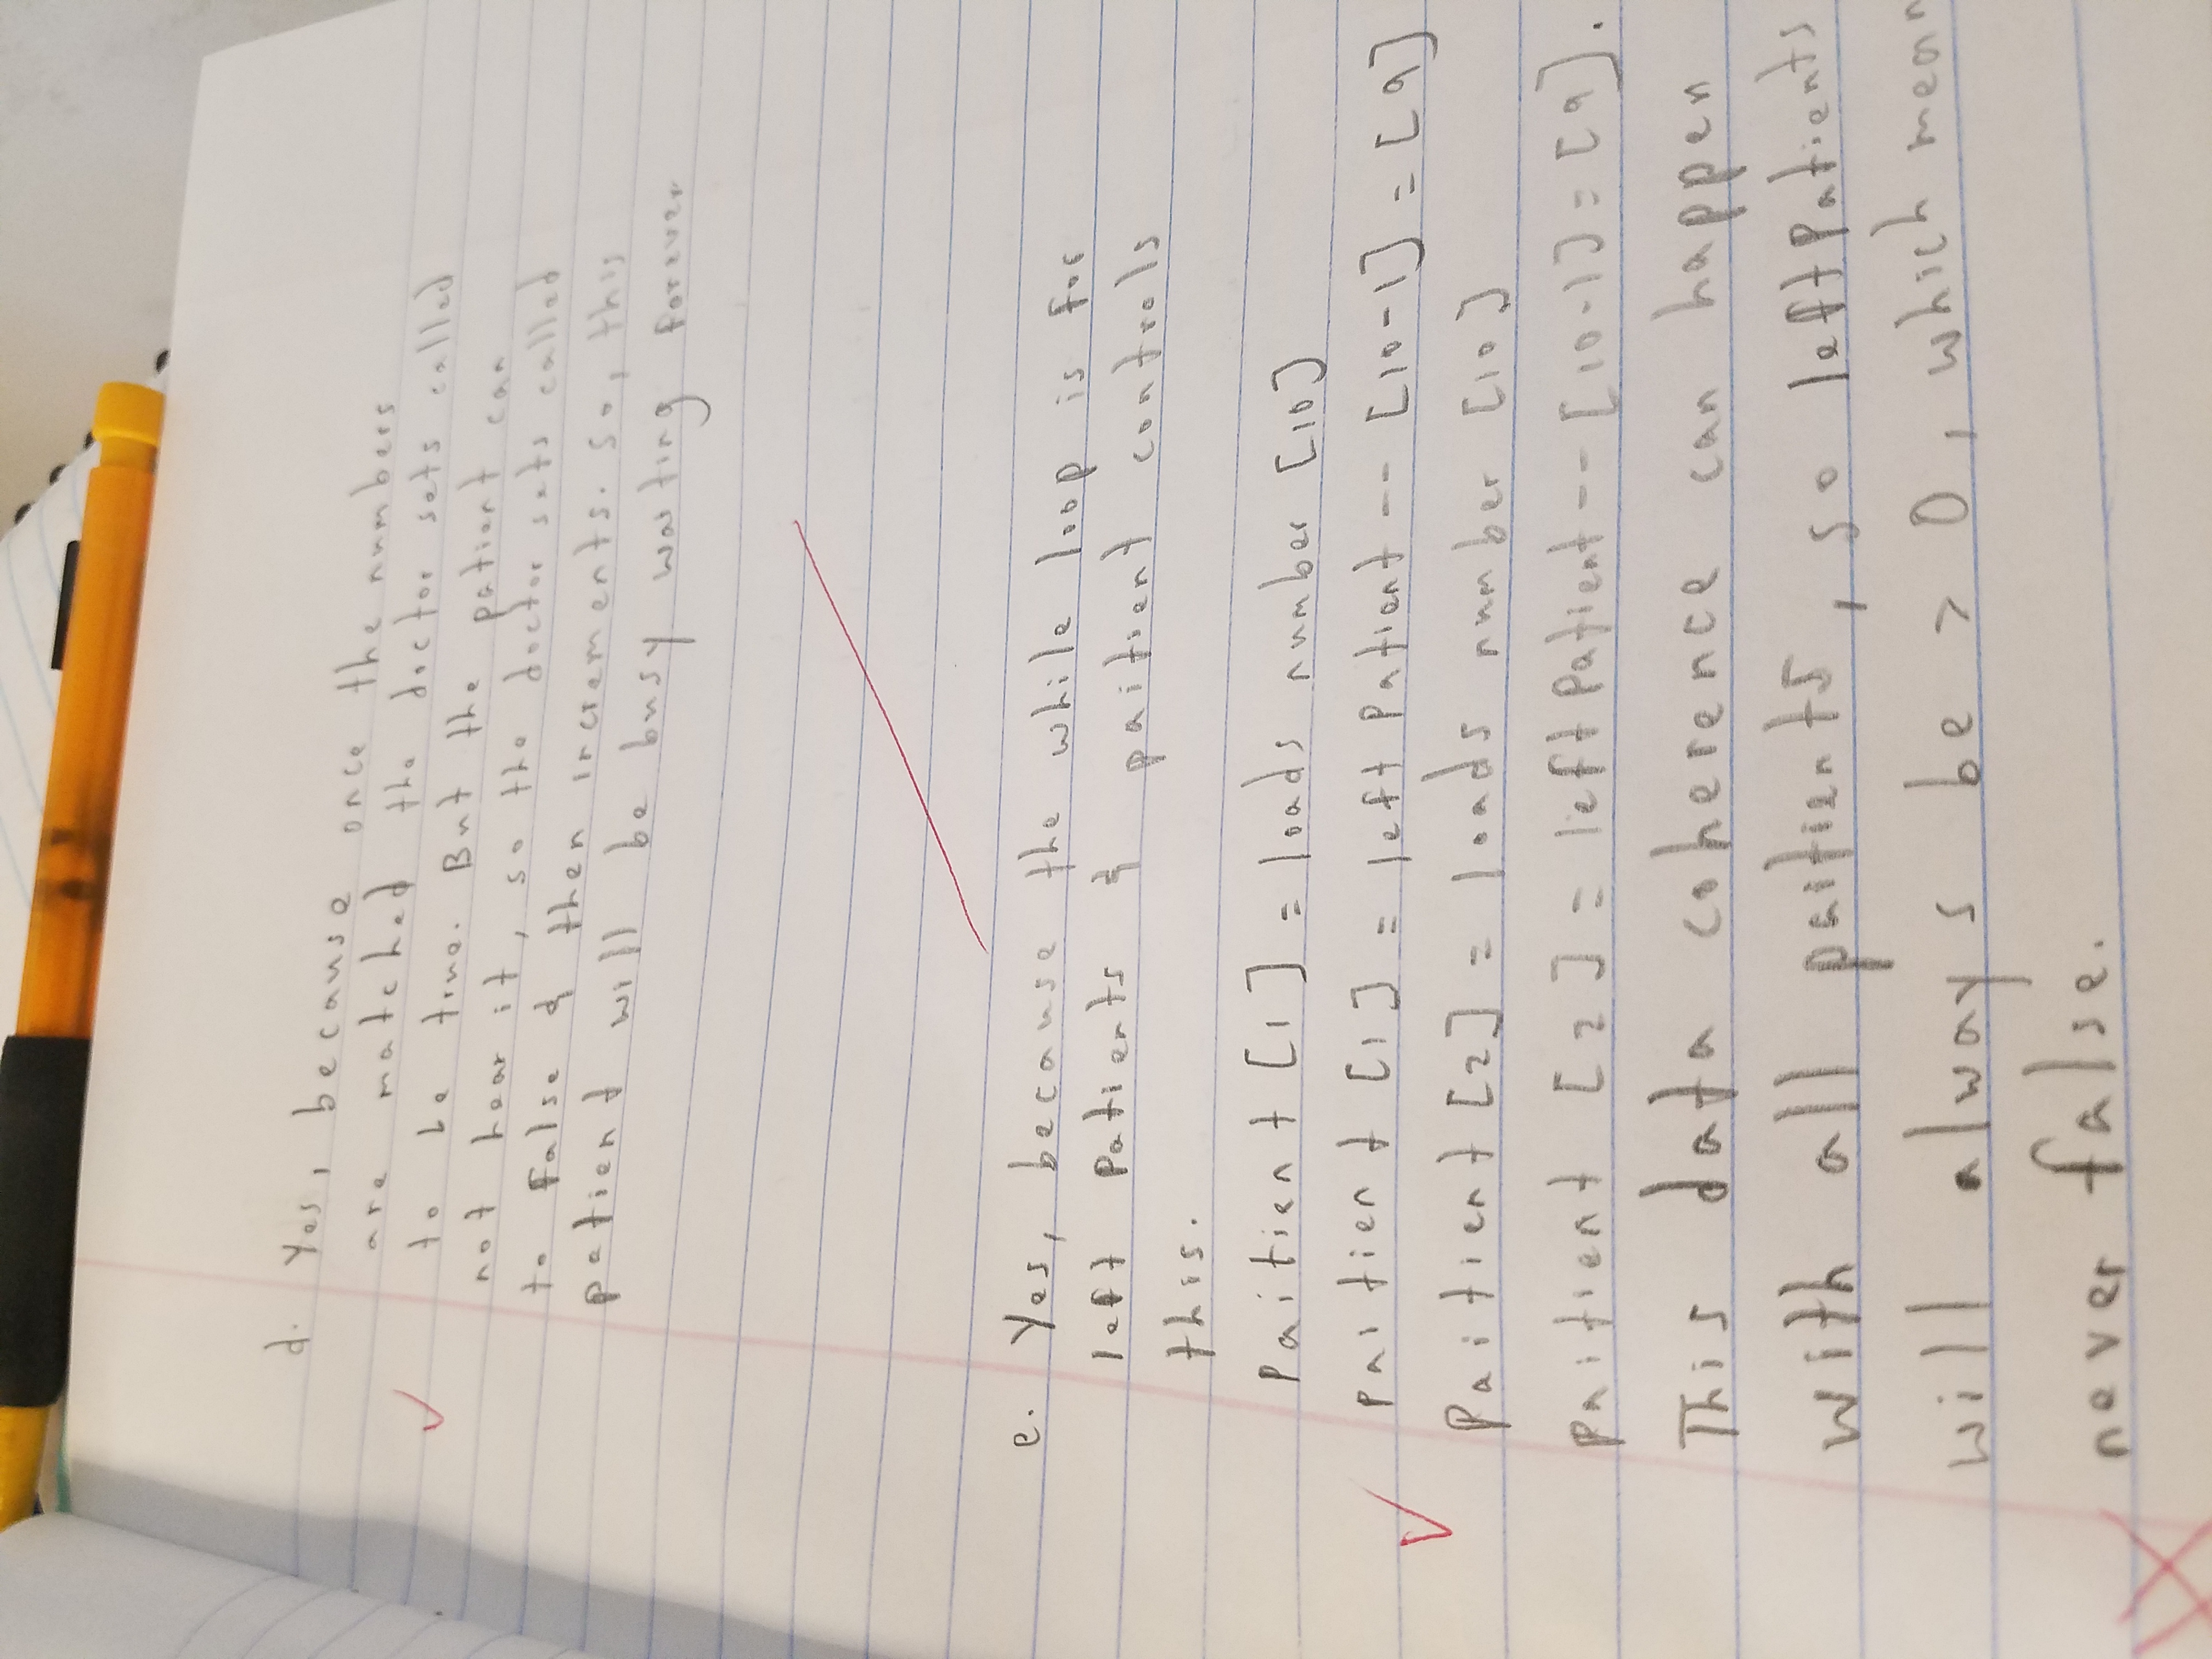 d. Yes, because once the numbers
are matched the doctor sets called
to be true. But the patient can
not hear it, so the doctor sets called
to false & then increments. So, this
patient will be busy waiting forever
e. Yes, because the while loop is for
left patients & paitient controls
this.
Paitient [1] = loads number [10]
paitient [1] = left Patient -- [10-1] = [9]
Paitient [2] = loads number [10]
paitient [2] = left Patient -- [10-1] = [9].
This data coherence can happen
with all paitients, so leftPatients
will always be > 0, which mean
never false.